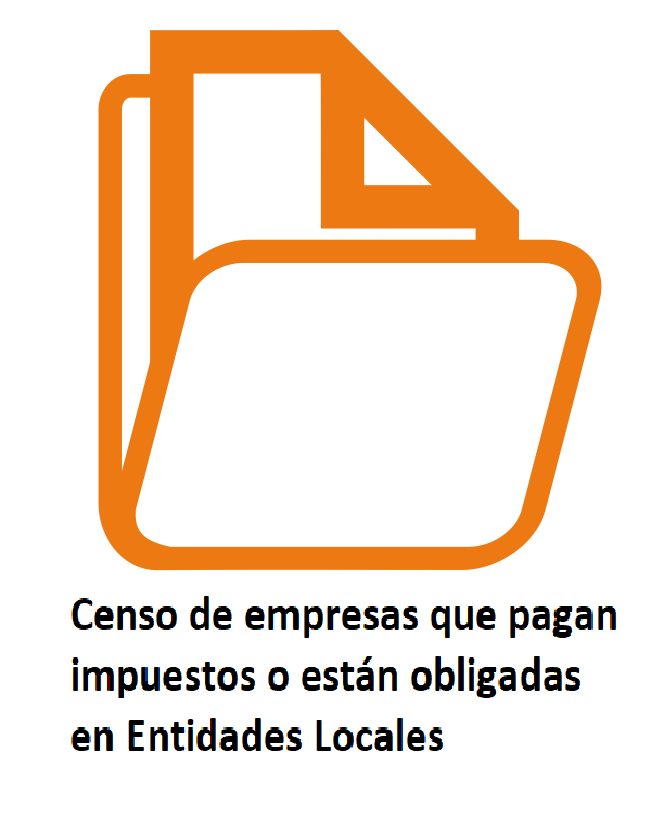 Censo de empresas que pagan
impuestos o están obligadas
en Entidades Locales